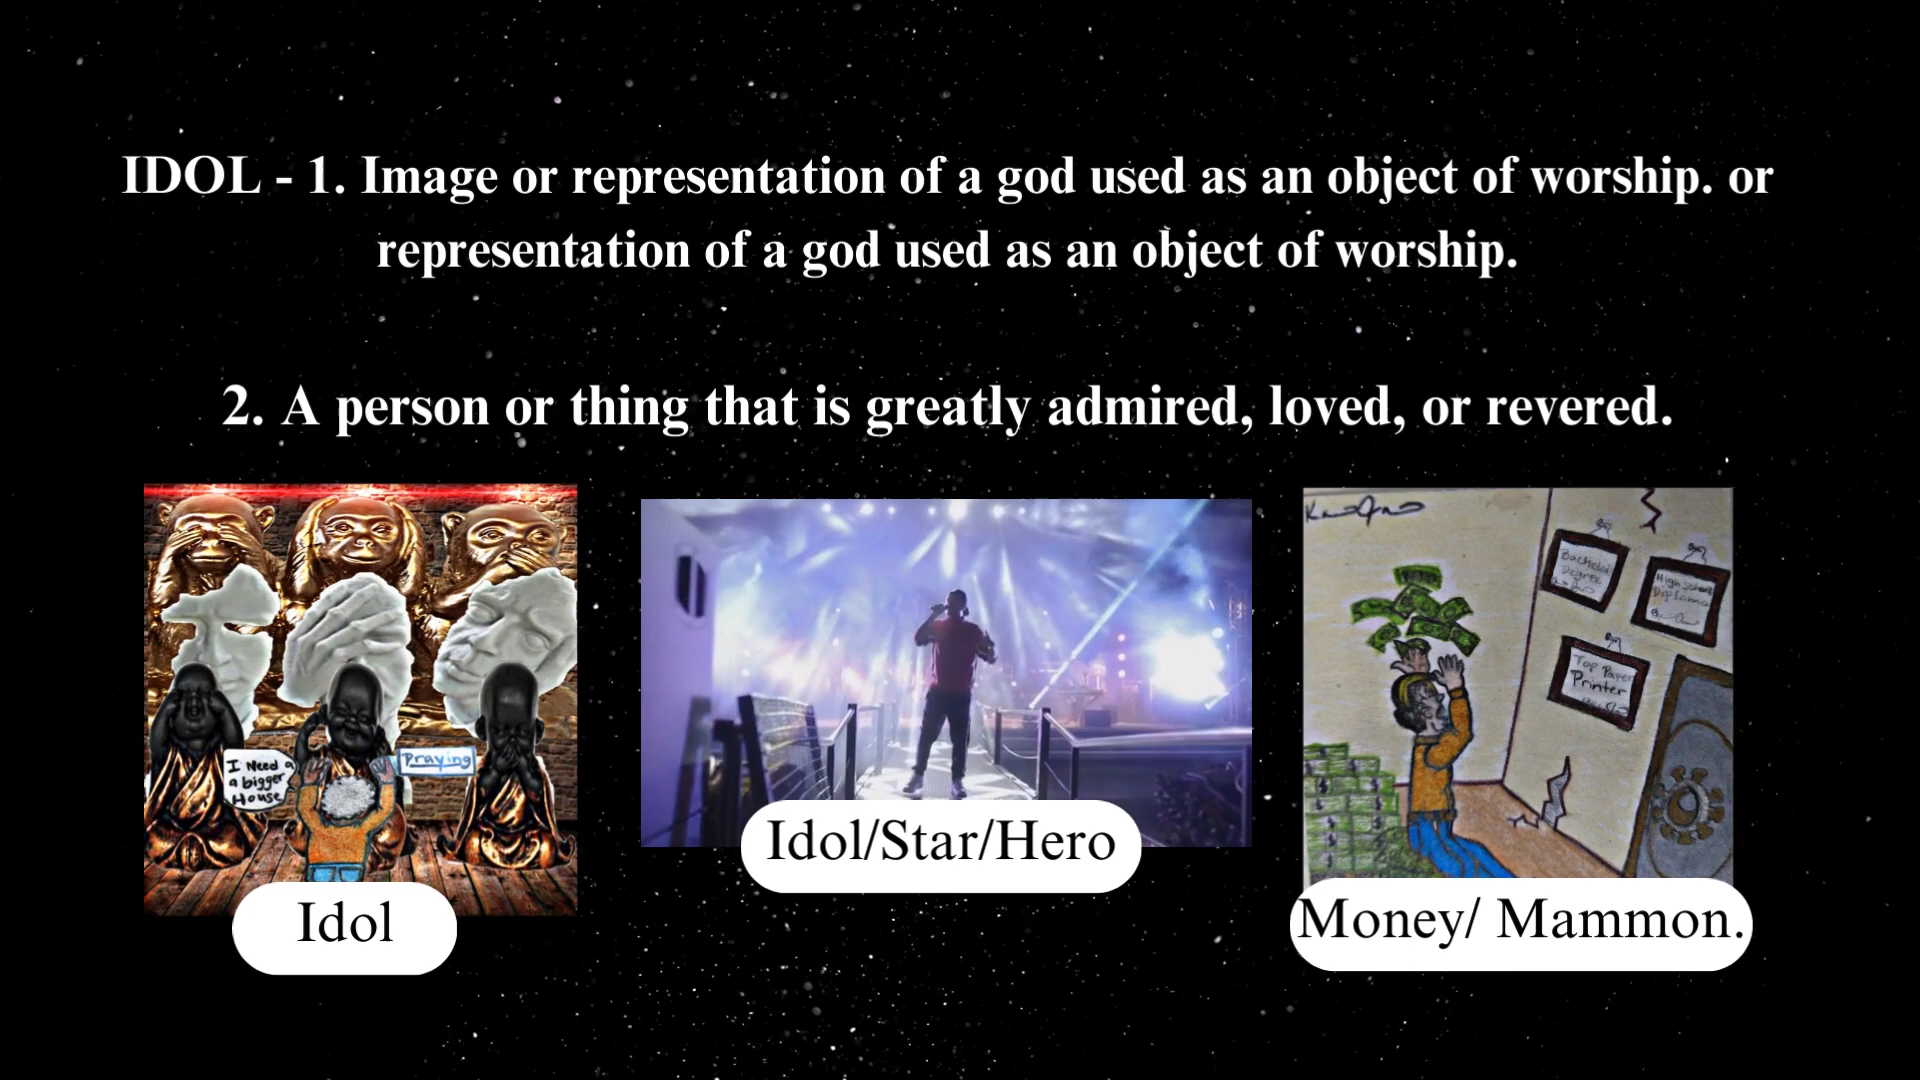 IDOL - 1. Image or representation of a god used as an object of worship. or
representation of a god used as an object of worship.
2. A person or thing that is greatly admired, loved, or revered.
I Need a
a bigger
House
Praying
Bachelor
Degree
High school
Diploma
Top Paper
Printer
Idol/Star/Hero
Idol
Money/ Mammon.